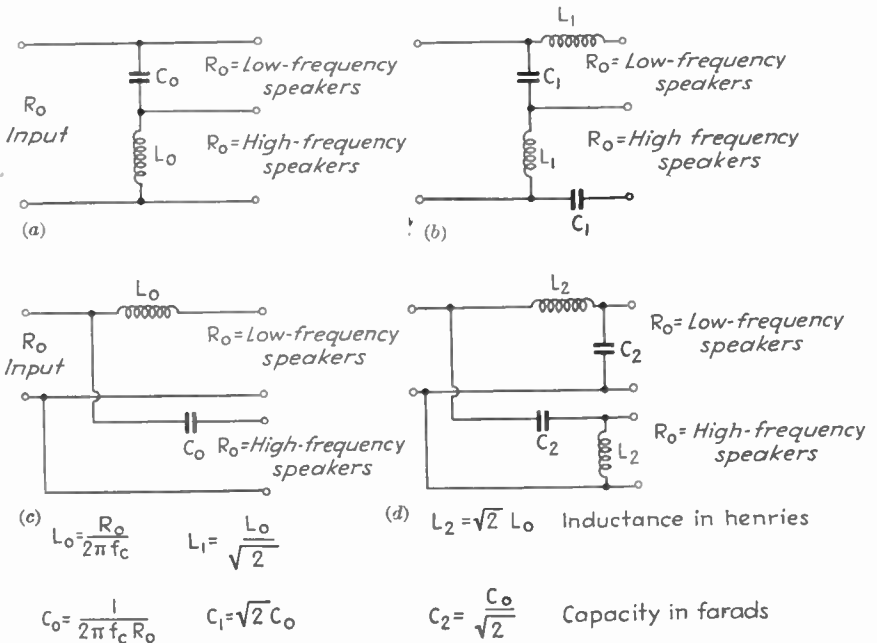 L₁
C₀
R₀=Low-frequency
speakers
R₀
Input
L₀
R₀=High-frequency
speakers
(a)
C₁
R₀=Low-frequency
speakers
L₁
R₀=High frequency
speakers
C₁
(b)
L₀
R₀=Low-frequency
speakers
R₀
Input
C₀
R₀=High-frequency
speakers
(c)
L₂
R₀=Low-frequency
speakers
C₂
C₂
L₂
R₀=High-frequency
speakers
(d)
L₀=R₀/2πf_c
L₁=L₀/√2
L₂=√2 L₀ Inductance in henries
C₀=1/2πf_c R₀
C₁=√2 C₀
C₂=C₀/√2 Capacity in farads